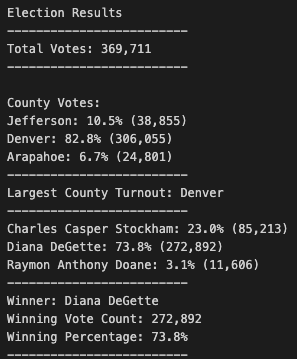 Election Results
-------------------------
Total Votes: 369,711
-------------------------

County Votes:
Jefferson: 10.5% (38,855)
Denver: 82.8% (306,055)
Arapahoe: 6.7% (24,801)
-------------------------
Largest County Turnout: Denver
-------------------------
Charles Casper Stockham: 23.0% (85,213)
Diana DeGette: 73.8% (272,892)
Raymon Anthony Doane: 3.1% (11,606)
-------------------------
Winner: Diana DeGette
Winning Vote Count: 272,892
Winning Percentage: 73.8%
-------------------------